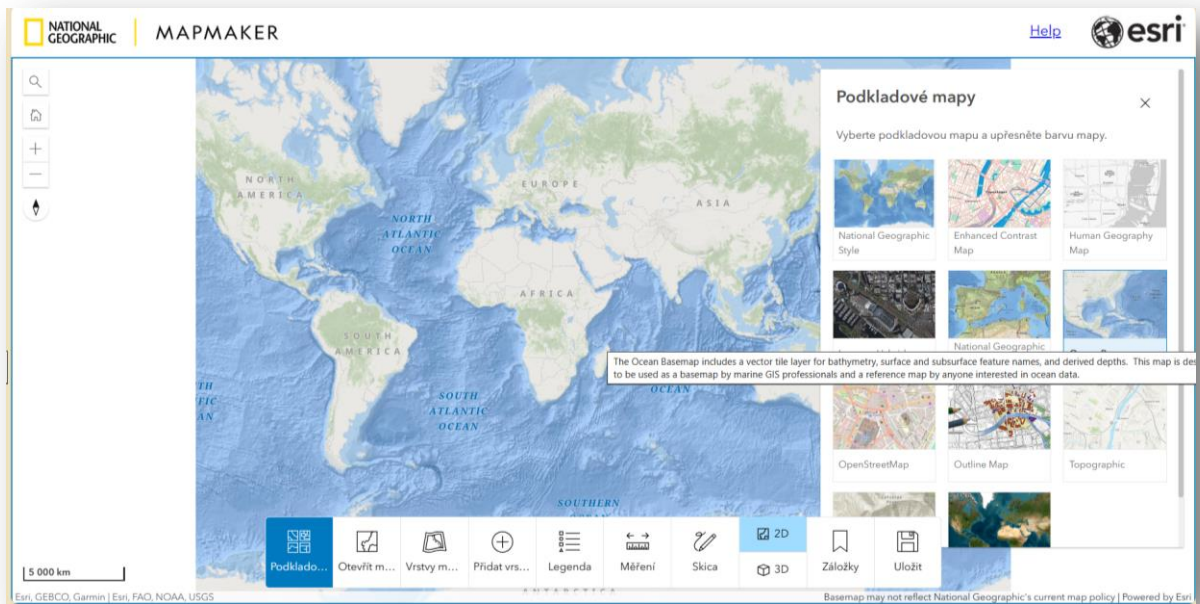 NATIONAL
GEOGRAPHIC
MAPMAKER
Help
esri
Podkladové mapy
Vyberte podkladovou mapu a upřesněte barvu mapy.
National Geographic
Style
Enhanced Contrast
Map
Human Geography
Map
National Geographic
The Ocean Basemap includes a vector tile layer for bathymetry, surface and subsurface feature names, and derived depths. This map is des
to be used as a basemap by marine GIS professionals and a reference map by anyone interested in ocean data.
OpenStreetMap
Outline Map
Topographic
NORTH
AMERICA
EUROPE
ASIA
NORTH
ATLANTIC
OCEAN
AFRICA
SOUTH
AMERICA
OCEAN
SOUTH
ATLANTIC
OCEAN
SOUTHERN
Podklado...
Otevřít m...
Vrstvy m...
Přidat vrs...
Legenda
Měření
Skica
2D
3D
Záložky
Uložit
5 000 km
Esri, GEBCO, Garmin | Esri, FAO, NOAA, USGS
Basemap may not reflect National Geographic's current map policy | Powered by Esri